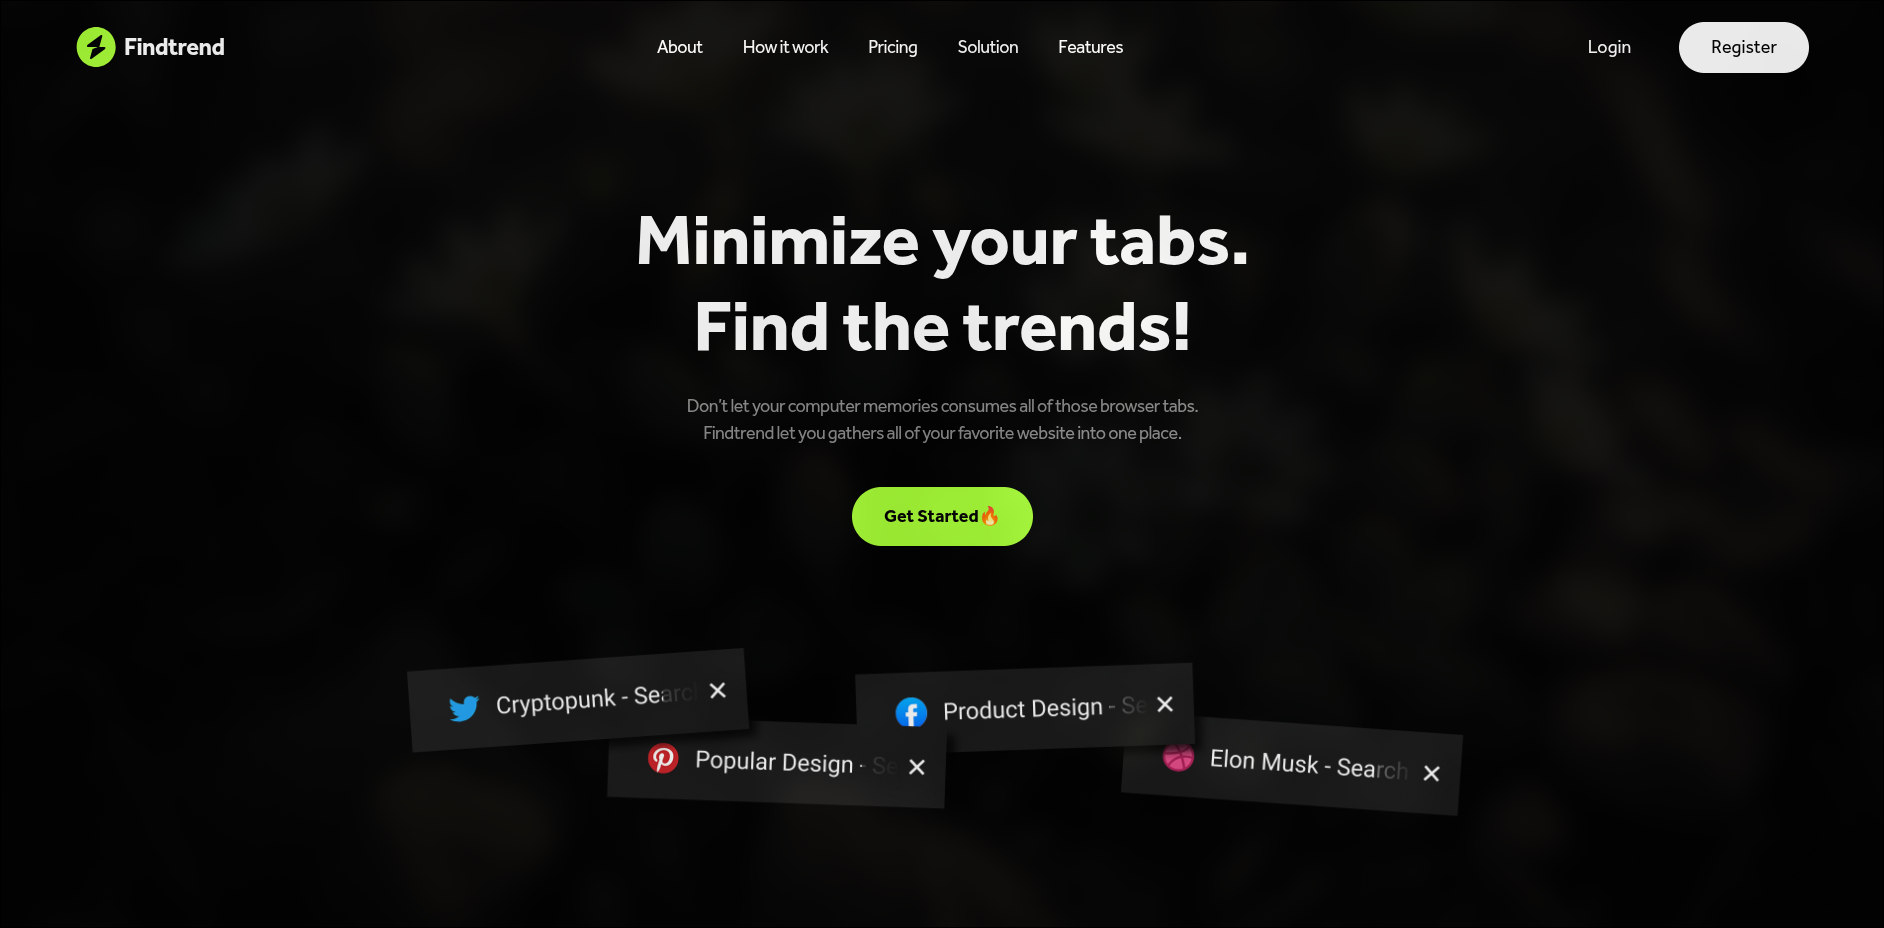 Findtrend
About
How it work
Pricing
Solution
Features
Login
Register
Minimize your tabs.
Find the trends!
Don’t let your computer memories consumes all of those browser tabs.
Findtrend let you gathers all of your favorite website into one place.
Get Started🔥
Cryptopunk - Search
Product Design - Se
Popular Design - Se
Elon Musk - Search